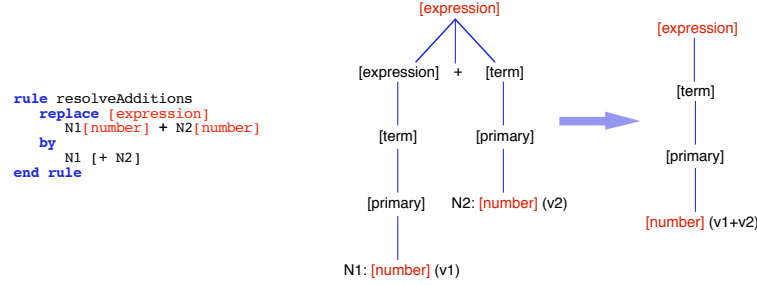 rule resolveAdditions
replace [expression]
N1[number] + N2[number]
by
N1 [+ N2]
end rule
[expression]
[expression] + [term]
[term] [primary]
[primary] N2: [number] (v2)
N1: [number] (v1)
[expression]
[term]
[primary]
[number] (v1+v2)